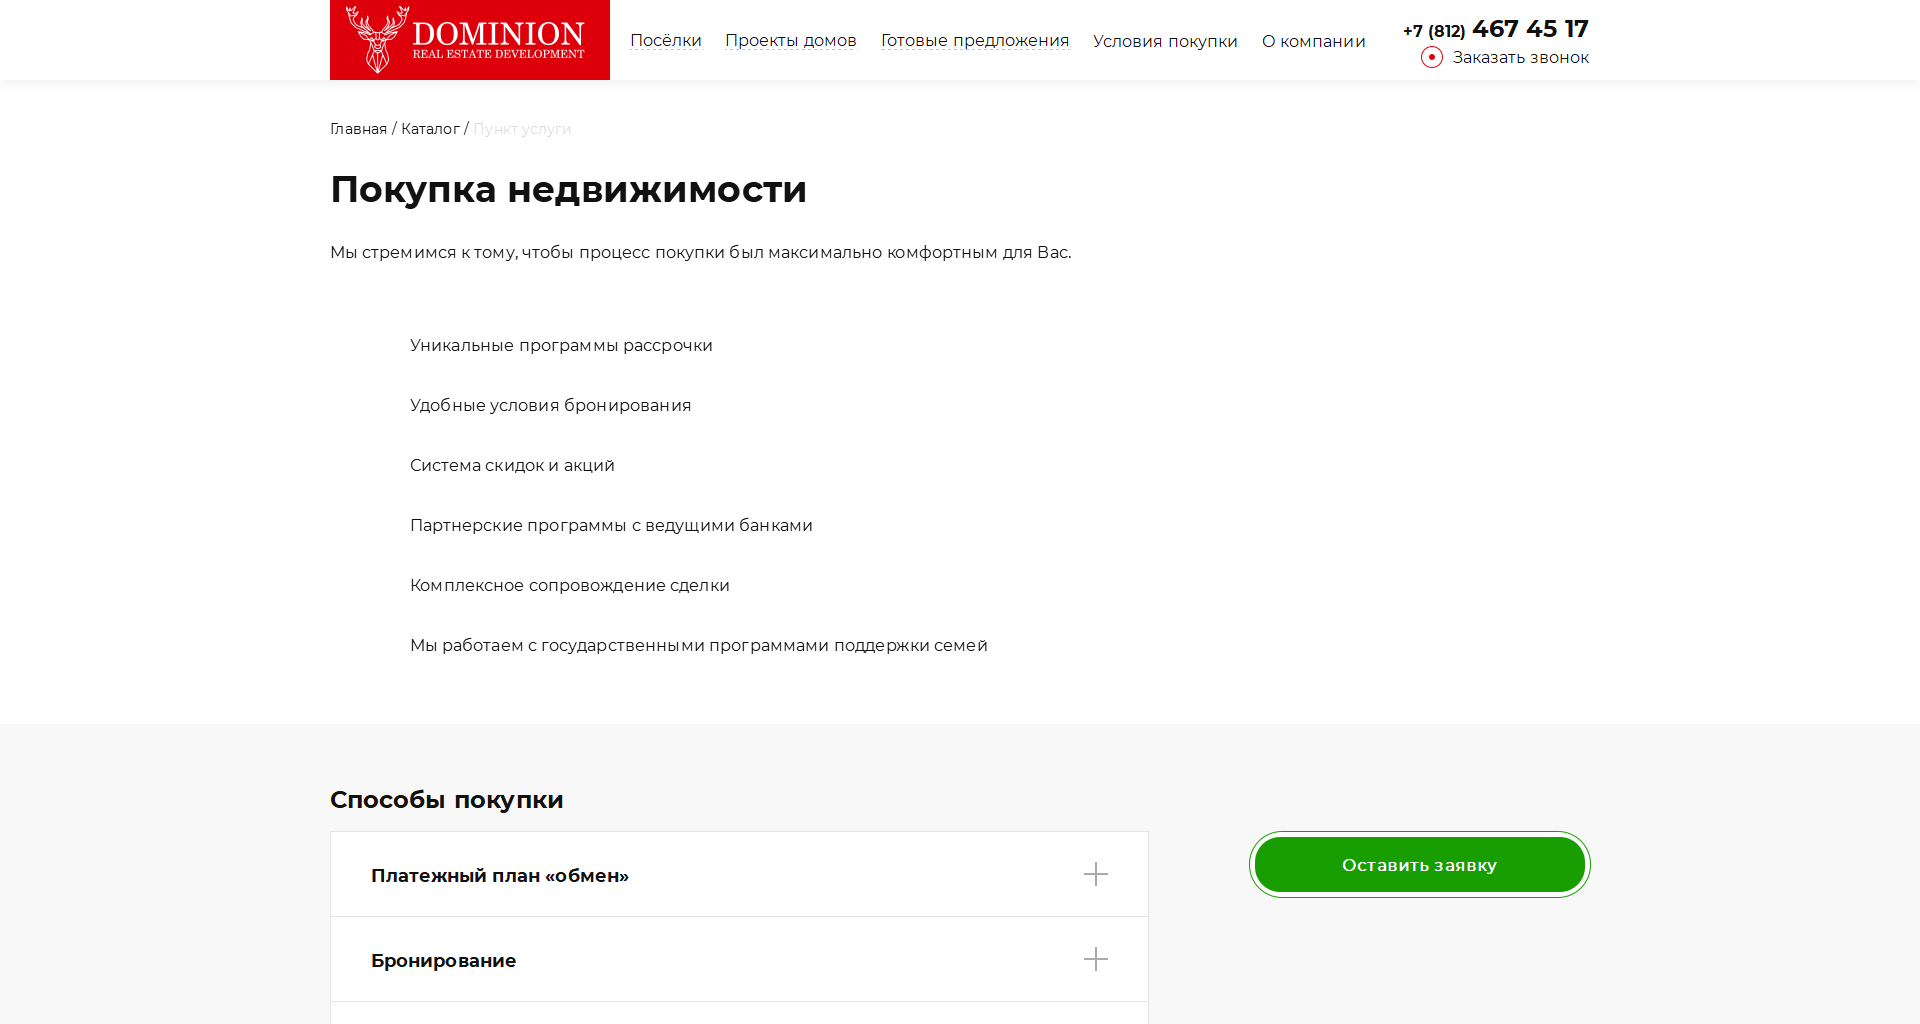 DOMINION
REAL ESTATE DEVELOPMENT
Посёлки Проекты домов Готовые предложения Условия покупки О компании
+7 (812) 467 45 17
Заказать звонок
Главная / Каталог / Пункт услуги
Покупка недвижимости
Мы стремимся к тому, чтобы процесс покупки был максимально комфортным для Вас.
Уникальные программы рассрочки
Удобные условия бронирования
Система скидок и акций
Партнерские программы с ведущими банками
Комплексное сопровождение сделки
Мы работаем с государственными программами поддержки семей
Способы покупки
Платежный план «обмен»
Оставить заявку
Бронирование